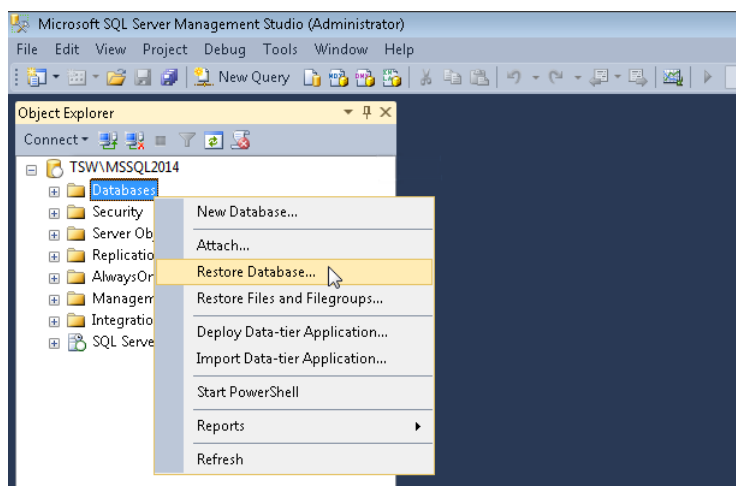 Microsoft SQL Server Management Studio (Administrator)
File Edit View Project Debug Tools Window Help
New Query
Object Explorer
Connect
TSW\MSSQL2014
Databases
Security
Server Ob
Replicatio
AlwaysOr
Managem
Integratio
SQL Serve
New Database...
Attach...
Restore Database...
Restore Files and Filegroups...
Deploy Data-tier Application...
Import Data-tier Application...
Start PowerShell
Reports
Refresh